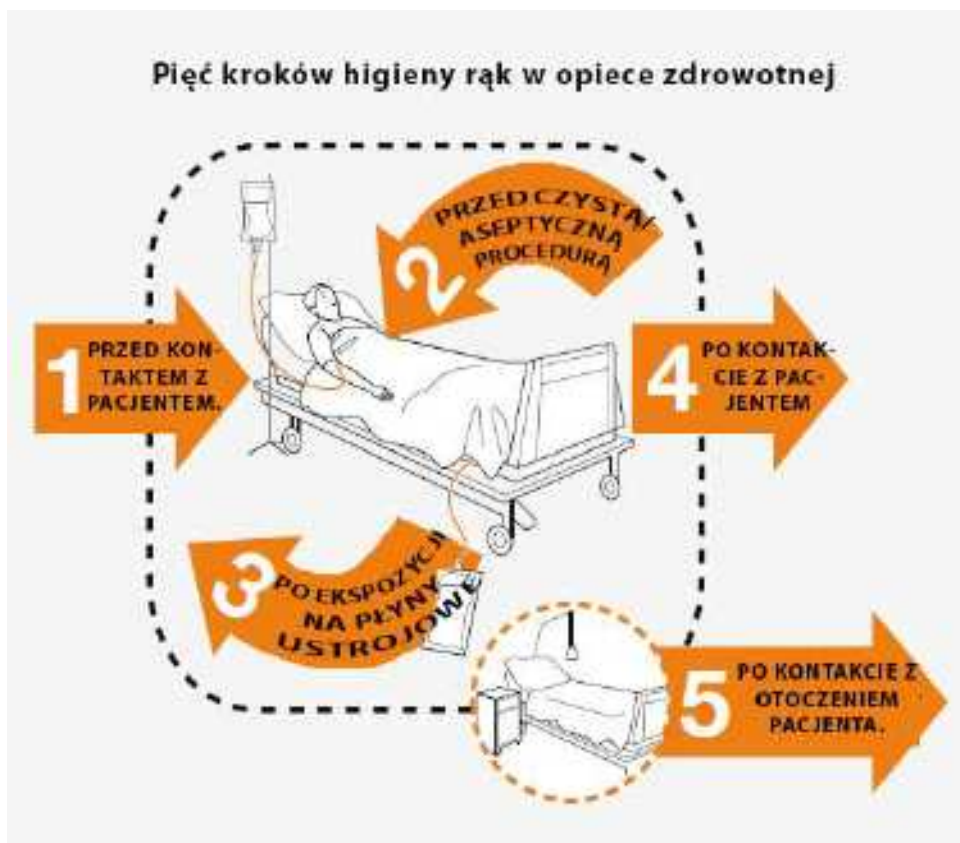 Pięć kroków higieny rąk w opiece zdrowotnej
1
PRZED KON-
TAKTEM Z
PACJENTEM.
2
PRZED CZYSTĄ/
ASEPTYCZNĄ
PROCEDURĄ
3
PO EKSPOZYCJI
NA PŁYNY
USTROJOWE
4
PO KONTAK-
CIE Z PAC-
JENTEM
5
PO KONTAKCIE Z
OTOCZENIEM
PACJENTA.